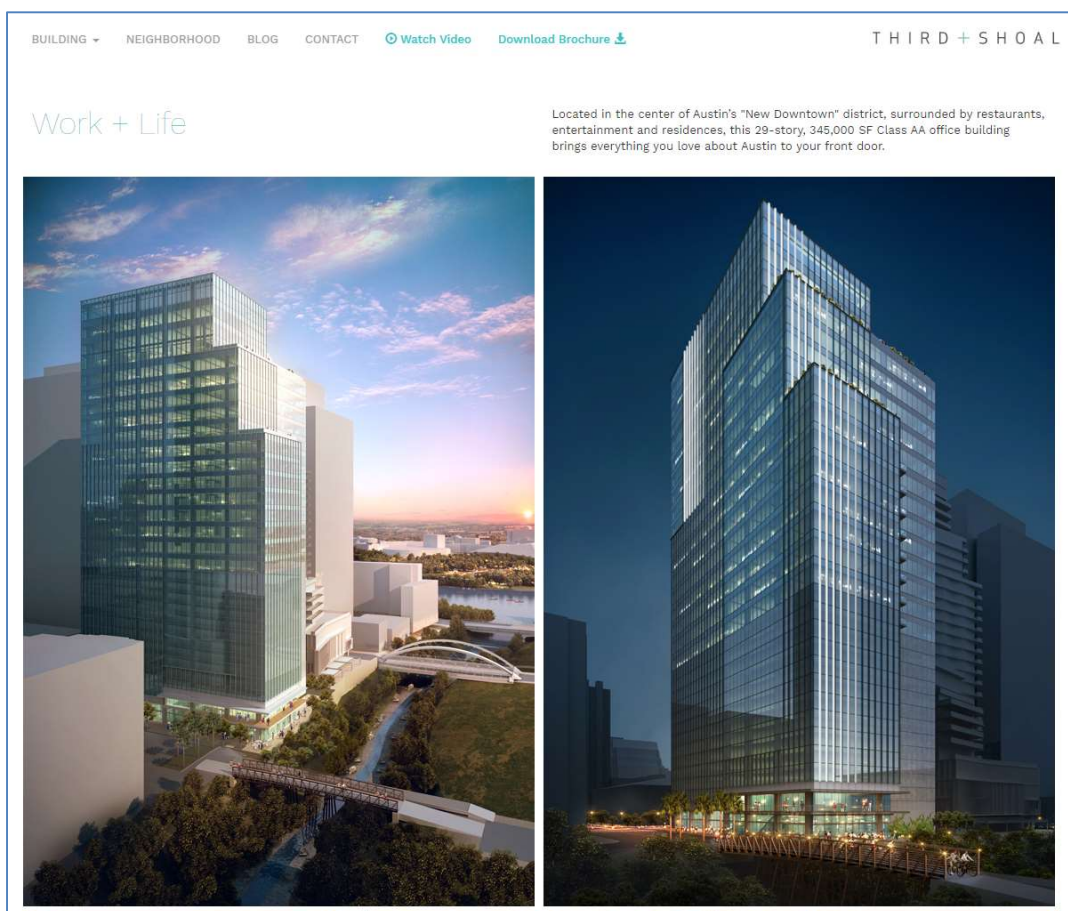 BUILDING NEIGHBORHOOD BLOG CONTACT Watch Video Download Brochure THIRD + SHOAL
Work + Life
Located in the center of Austin's "New Downtown" district, surrounded by restaurants,
entertainment and residences, this 29-story, 345,000 SF Class AA office building
brings everything you love about Austin to your front door.